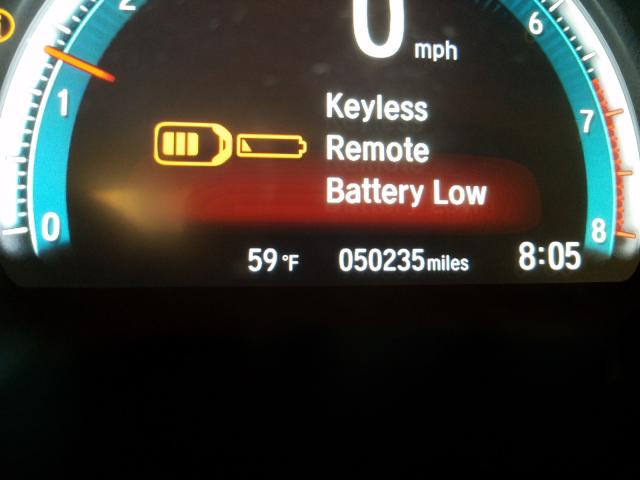 2
6
0 mph
Keyless
1
7
Remote
Battery Low
0
8
59 °F 050235 miles 8:05